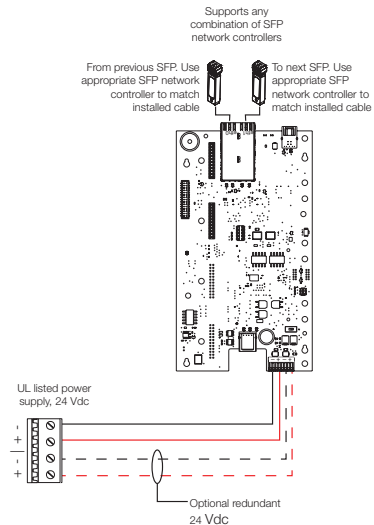 Supports any
combination of SFP
network controllers
From previous SFP. Use
appropriate SFP network
controller to match
installed cable
To next SFP. Use
appropriate SFP
network controller to
match installed cable
UL listed power
supply, 24 Vdc
-
+
-
+
Optional redundant
24 Vdc